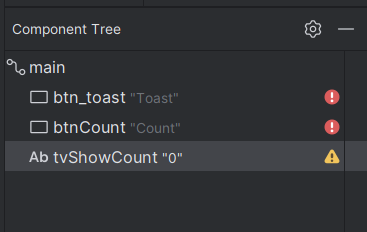 Component Tree
main
btn_toast "Toast"
btnCount "Count"
Ab tvShowCount "0"